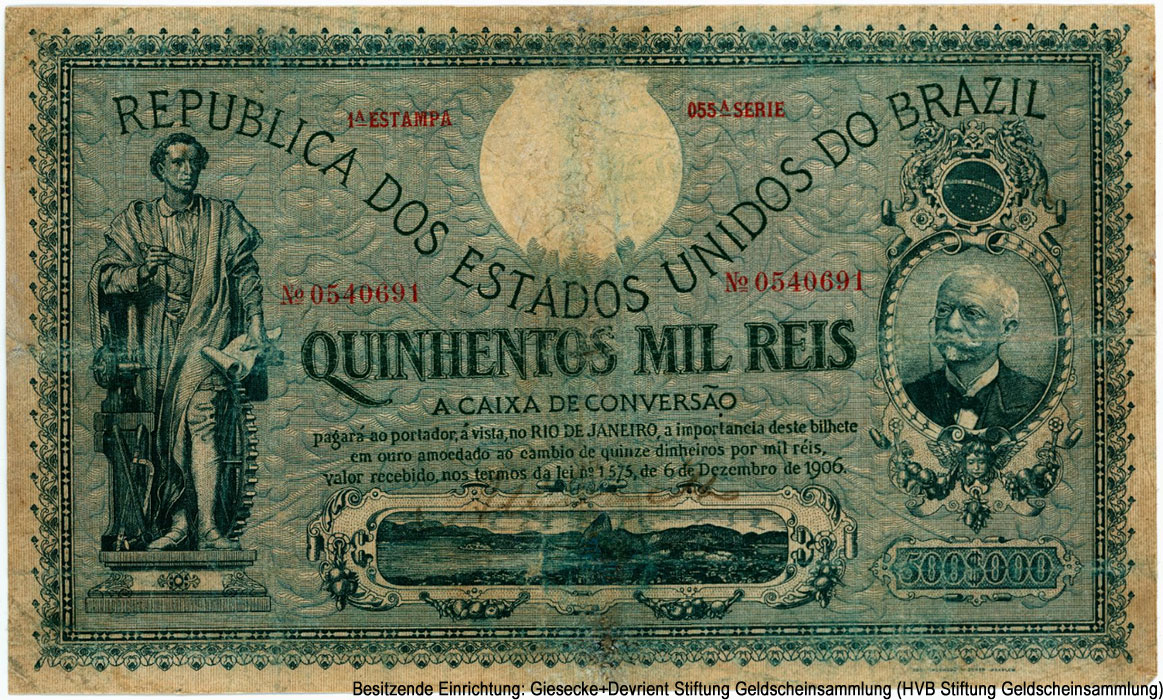 REPUBLICA DOS ESTADOS UNIDOS DO BRAZIL
1ª ESTAMPA
055ª SERIE
Nº 0540691
Nº 0540691
QUINHENTOS MIL REIS
A CAIXA DE CONVERSÃO
pagará ao portador, á vista, no RIO DE JANEIRO, a importancia deste bilhete
em ouro amoedado ao cambio de quinze dinheiros por mil réis,
valor recebido, nos termos da lei nº 1575, de 6 de Dezembro de 1906.
500$000
Besitzende Einrichtung: Giesecke+Devrient Stiftung Geldscheinsammlung (HVB Stiftung Geldscheinsammlung)